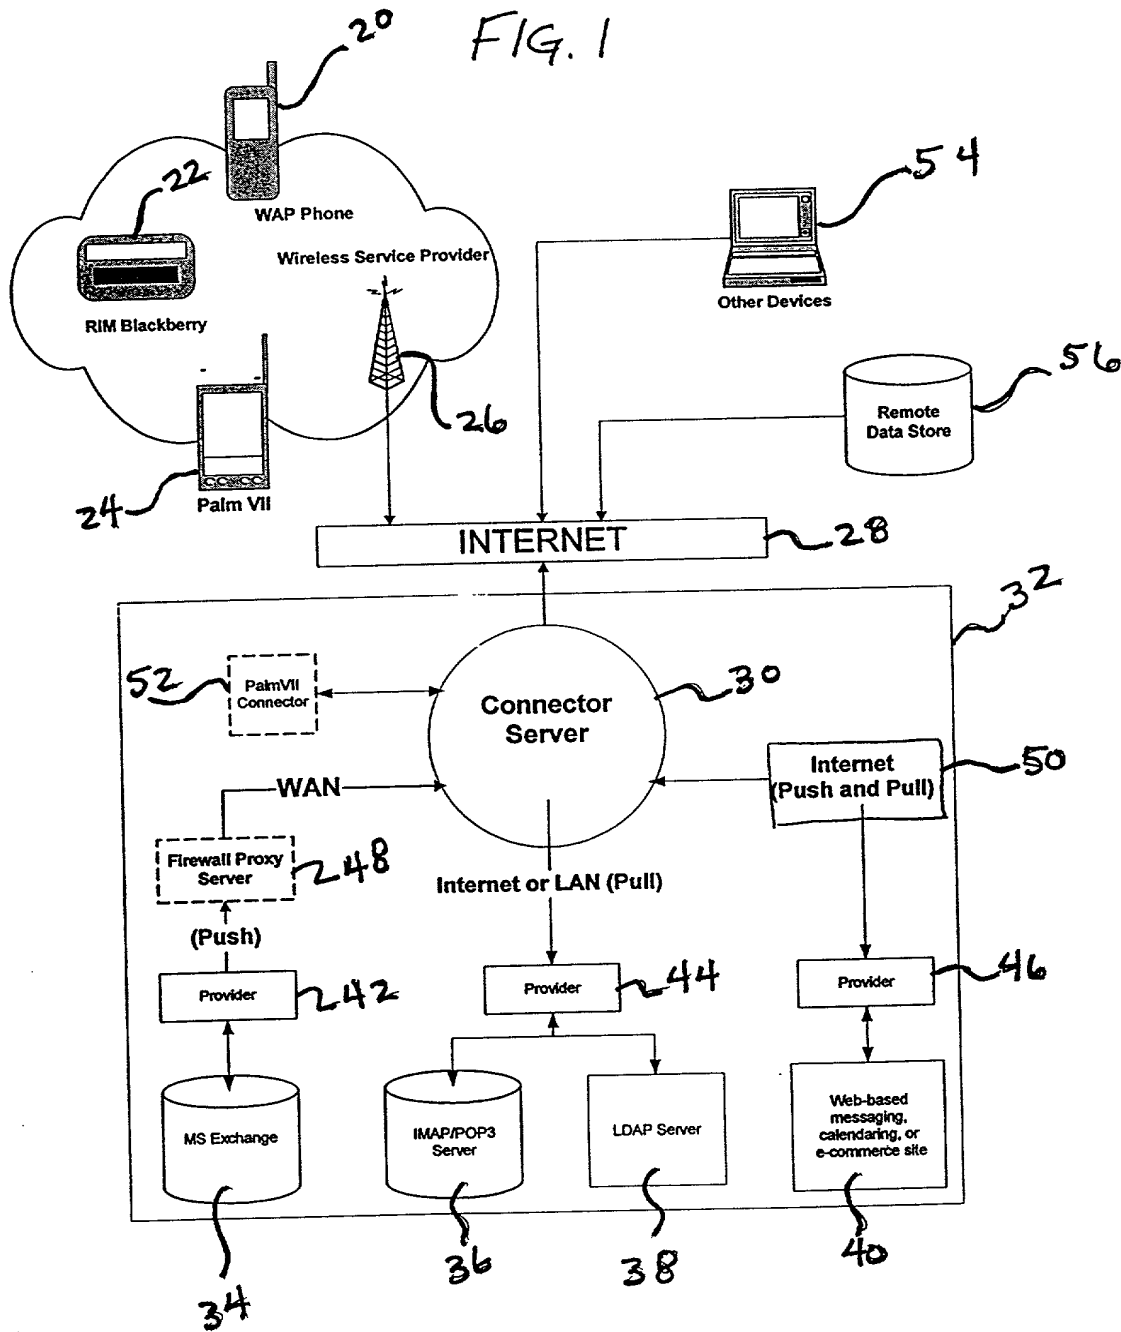 FIG. 1
20
22
WAP Phone
Wireless Service Provider
RIM Blackberry
26
24
Palm VII
54
Other Devices
56
Remote
Data Store
INTERNET
28
32
52
PalmVII
Connector
30
Connector
Server
50
Internet
(Push and Pull)
WAN
Firewall Proxy
Server
48
Internet or LAN (Pull)
(Push)
Provider
42
Provider
44
Provider
46
MS Exchange
IMAP/POP3
Server
LDAP Server
Web-based
messaging,
calendaring, or
e-commerce site
34
36
38
40